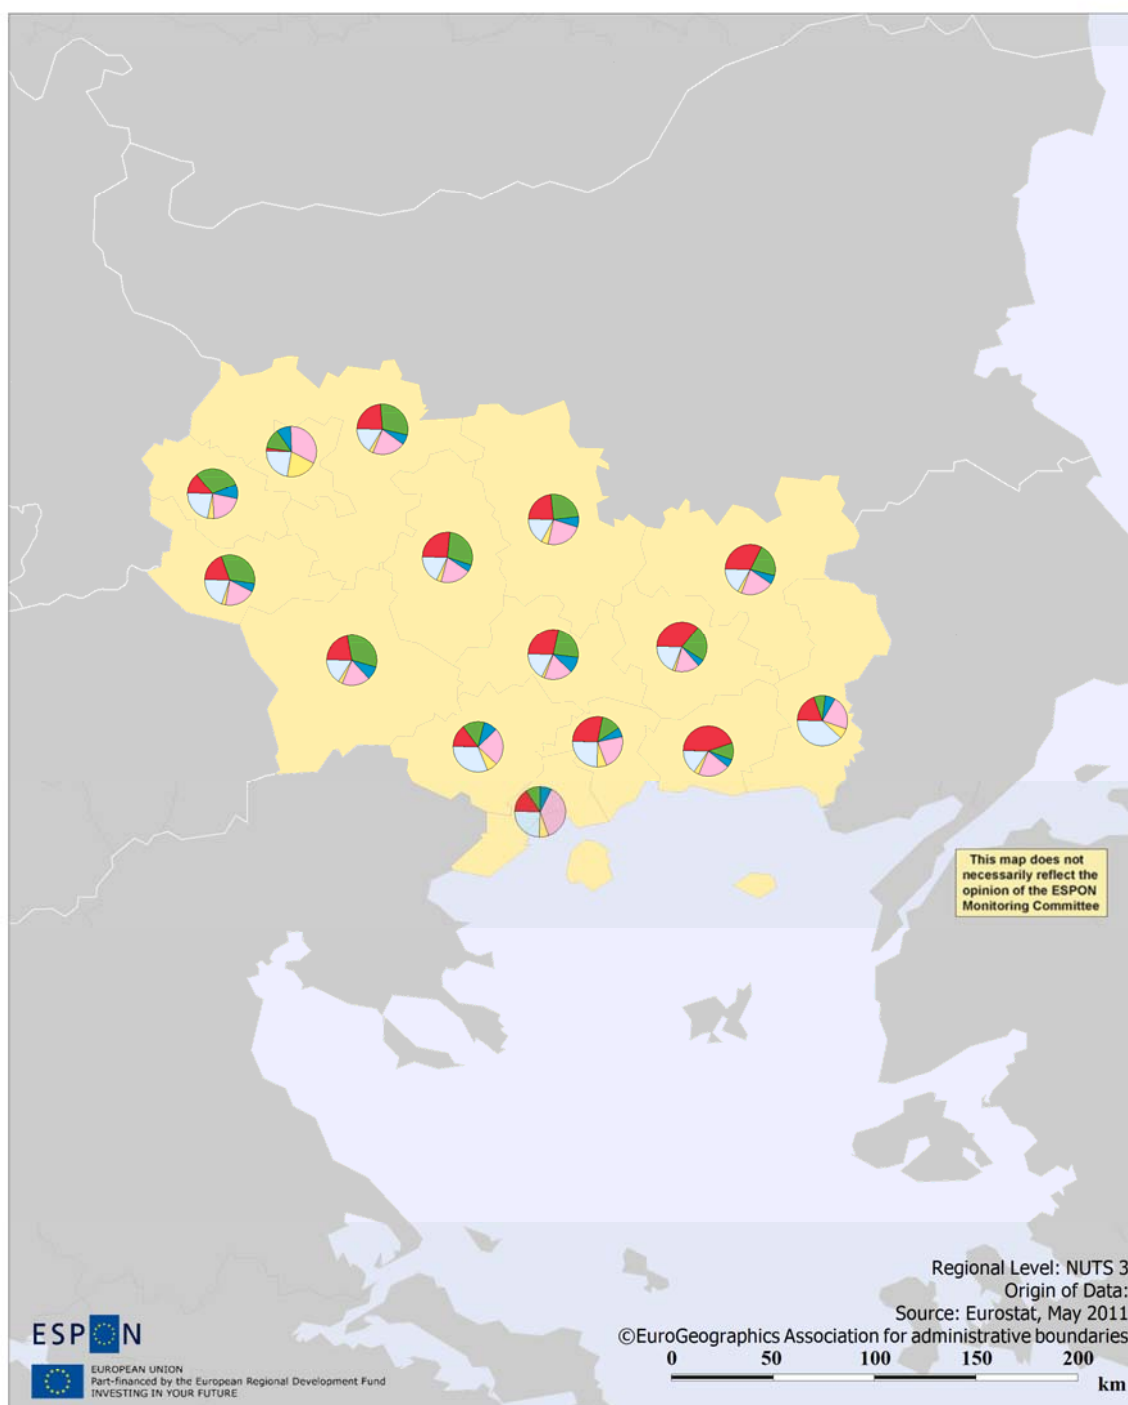 This map does not
necessarily reflect the
opinion of the ESPON
Monitoring Committee
Regional Level: NUTS 3
Origin of Data:
Source: Eurostat, May 2011
©EuroGeographics Association for administrative boundaries
0 50 100 150 200
km
ESPON
EUROPEAN UNION
Part-financed by the European Regional Development Fund
INVESTING IN YOUR FUTURE